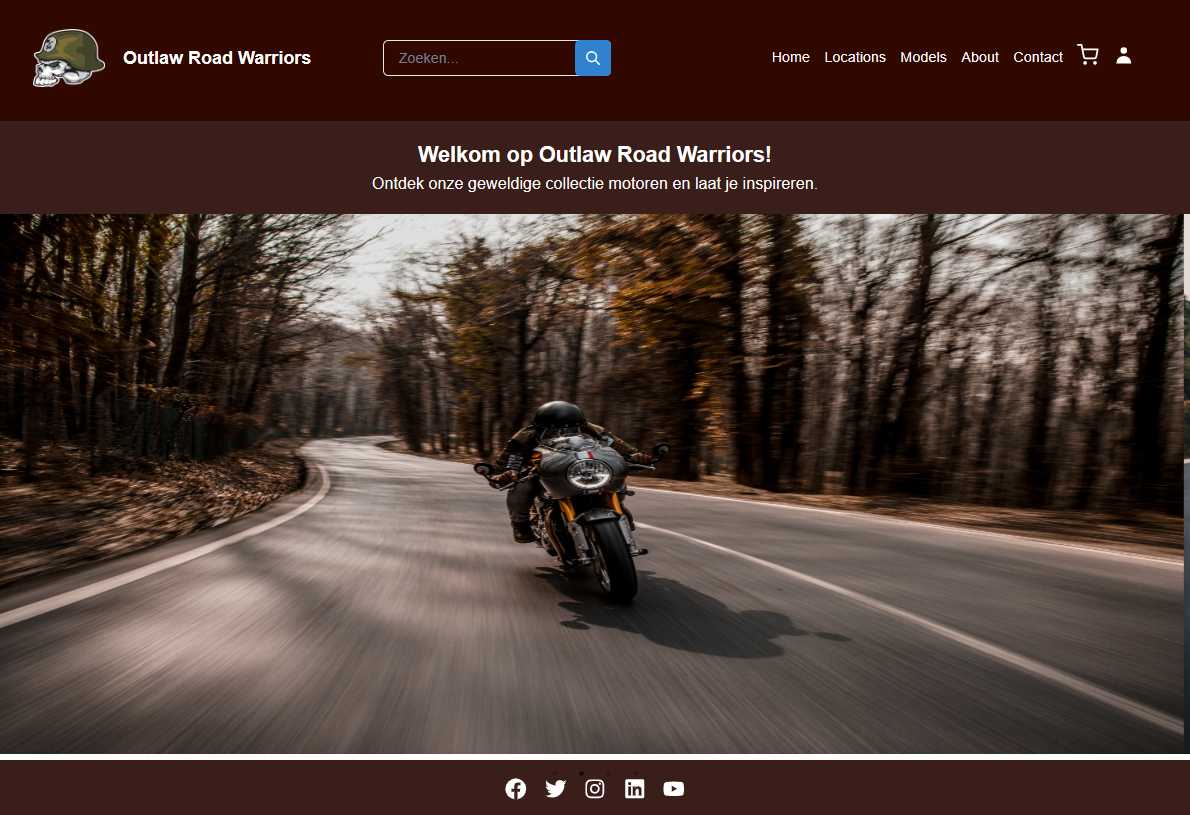 Outlaw Road Warriors
Zoeken...
Home Locations Models About Contact
Welkom op Outlaw Road Warriors!
Ontdek onze geweldige collectie motoren en laat je inspireren.